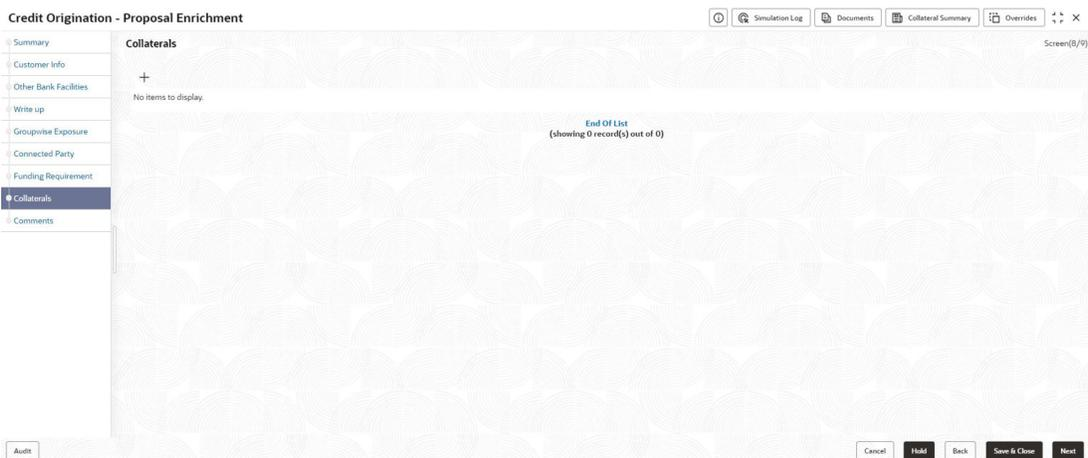 Credit Origination - Proposal Enrichment
Simulation Log
Documents
Collateral Summary
Overrides
Summary
Customer Info
Other Bank Facilities
Write up
Groupwise Exposure
Connected Party
Funding Requirement
Collaterals
Comments
Collaterals
Screen(8/9)
No items to display.
End Of List
(showing 0 record(s) out of 0)
Audit
Cancel
Hold
Back
Save & Close
Next